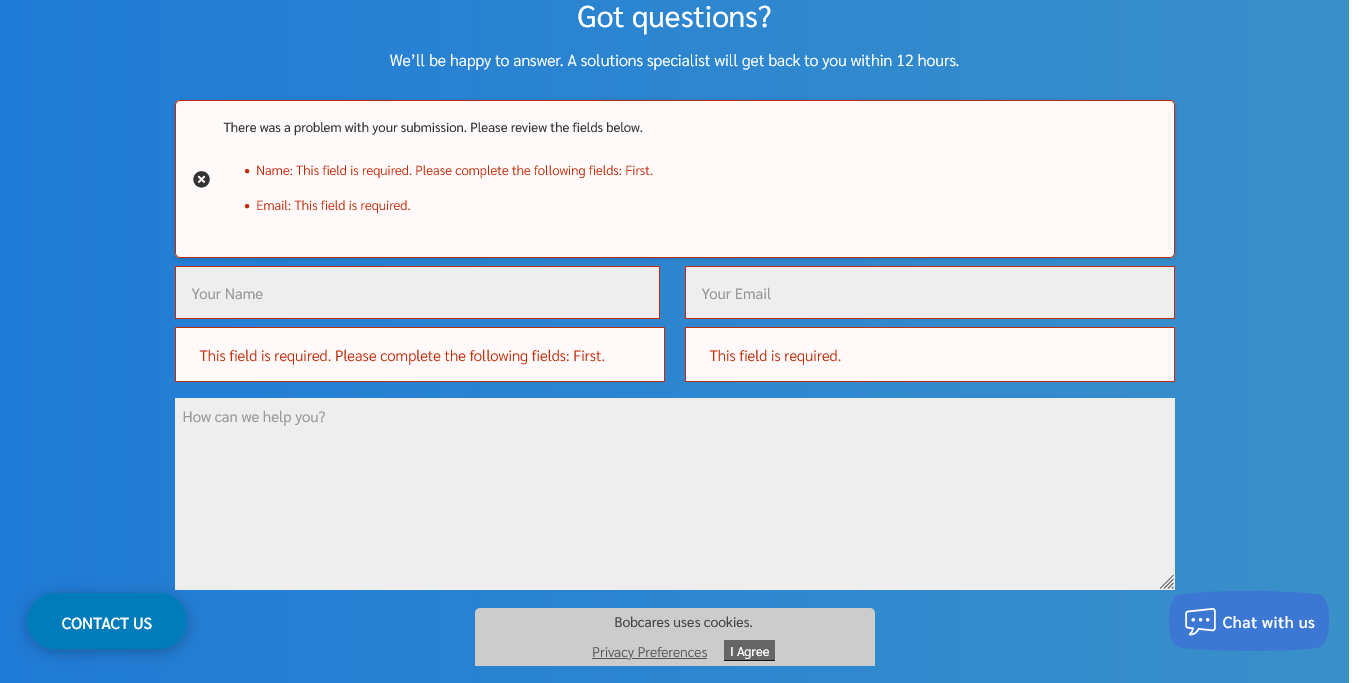 Got questions?
We’ll be happy to answer. A solutions specialist will get back to you within 12 hours.
There was a problem with your submission. Please review the fields below.
Name: This field is required. Please complete the following fields: First.
Email: This field is required.
Your Name
Your Email
This field is required. Please complete the following fields: First.
This field is required.
How can we help you?
CONTACT US
Bobcares uses cookies.
Privacy Preferences
I Agree
Chat with us